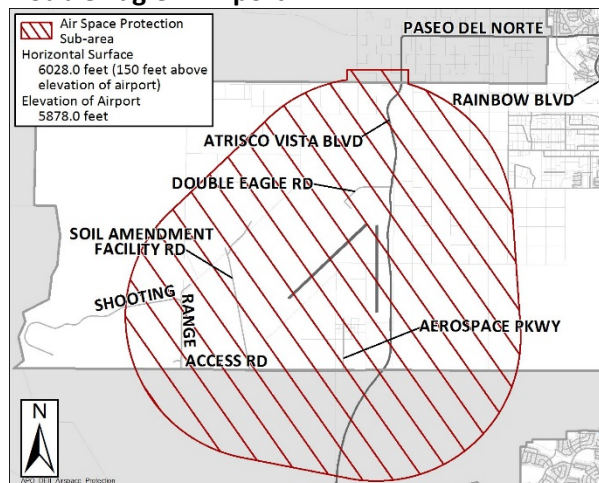 Air Space Protection
Sub-area
Horizontal Surface
6028.0 feet (150 feet above
elevation of airport)
Elevation of Airport
5878.0 feet
PASEO DEL NORTE
RAINBOW BLVD
ATRISCO VISTA BLVD
DOUBLE EAGLE RD
SOIL AMENDMENT
FACILITY RD
SHOOTING
RANGE
ACCESS RD
AEROSPACE PKWY
N